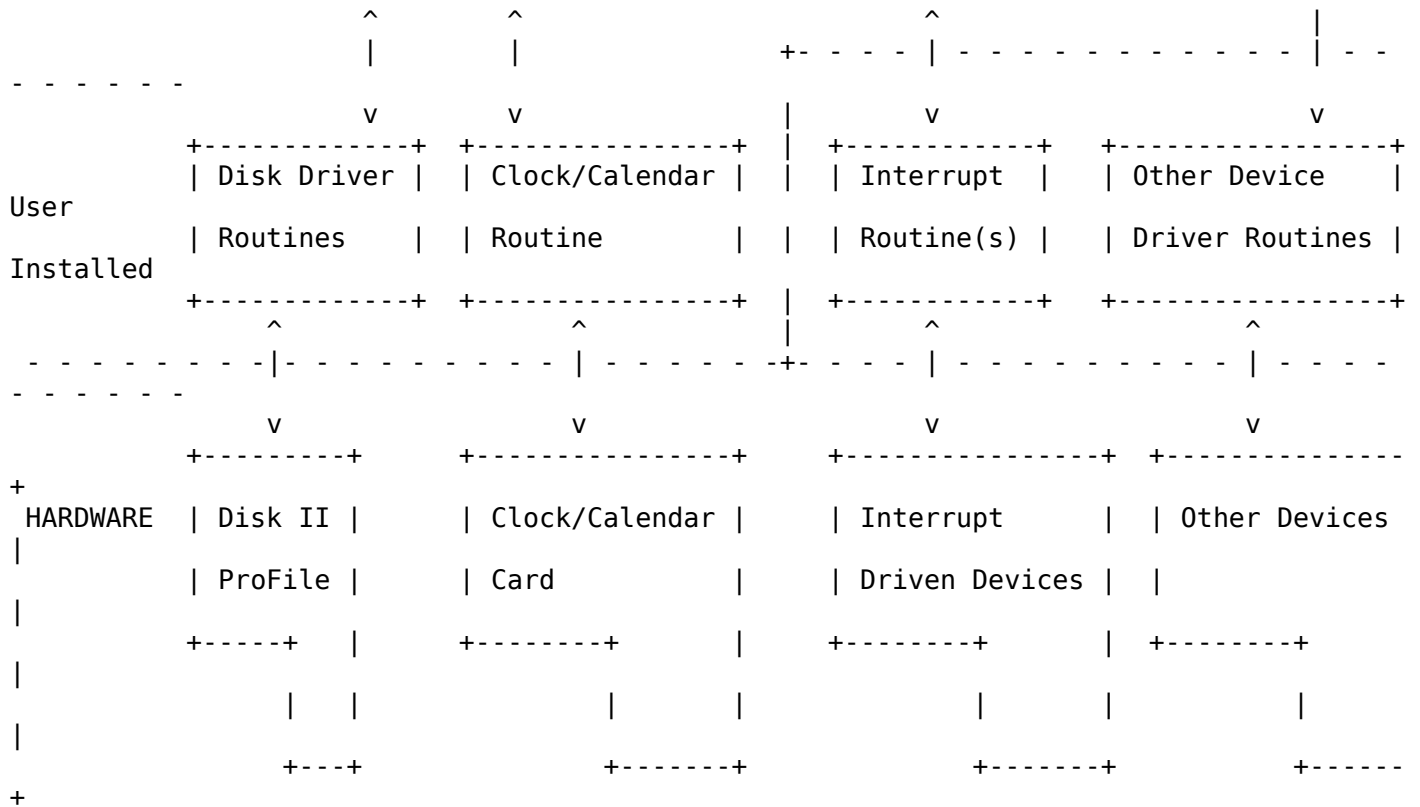 ^ ^ ^ |
| | +- - - - | - - - - - - - - - - - | - -
- - - - - -
v v | v v
+-------------+ +----------------+ | +------------+ +-----------------+
| Disk Driver | | Clock/Calendar | | | Interrupt | | Other Device |
User
| Routines | | Routine | | | Routine(s) | | Driver Routines |
Installed
+-------------+ +----------------+ | +------------+ +-----------------+
^ ^ | ^ ^
- - - - - - - -|- - - - - - - - - | - - - - - -+- - - - | - - - - - - - - - | - - - -
- - - - - -
v v v v
+---------+ +----------------+ +----------------+ +---------------
+
HARDWARE | Disk II | | Clock/Calendar | | Interrupt | | Other Devices
|
| ProFile | | Card | | Driven Devices | |
|
+-----+ | +--------+ | +--------+ | +--------+
|
| | | | | | |
|
+---+ +-------+ +-------+ +------
+